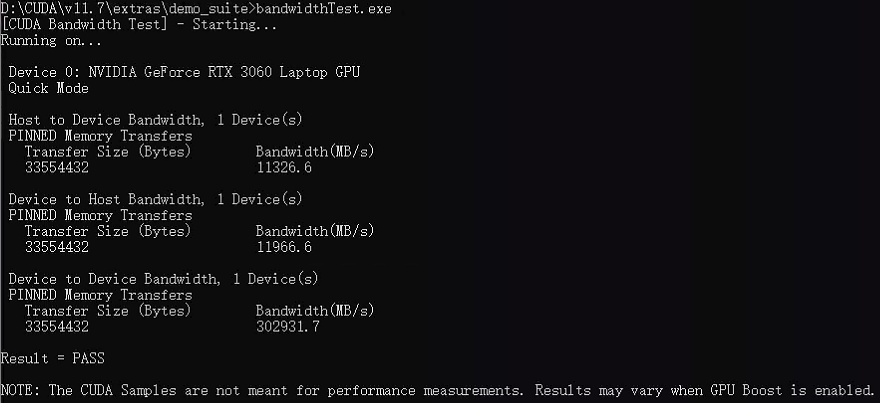 D:\CUDA\v11.7\extras\demo_suite>bandwidthTest.exe
[CUDA Bandwidth Test] - Starting...
Running on...
Device 0: NVIDIA GeForce RTX 3060 Laptop GPU
Quick Mode
Host to Device Bandwidth, 1 Device(s)
PINNED Memory Transfers
Transfer Size (Bytes) Bandwidth(MB/s)
33554432 11326.6
Device to Host Bandwidth, 1 Device(s)
PINNED Memory Transfers
Transfer Size (Bytes) Bandwidth(MB/s)
33554432 11966.6
Device to Device Bandwidth, 1 Device(s)
PINNED Memory Transfers
Transfer Size (Bytes) Bandwidth(MB/s)
33554432 302931.7
Result = PASS
NOTE: The CUDA Samples are not meant for performance measurements. Results may vary when GPU Boost is enabled.